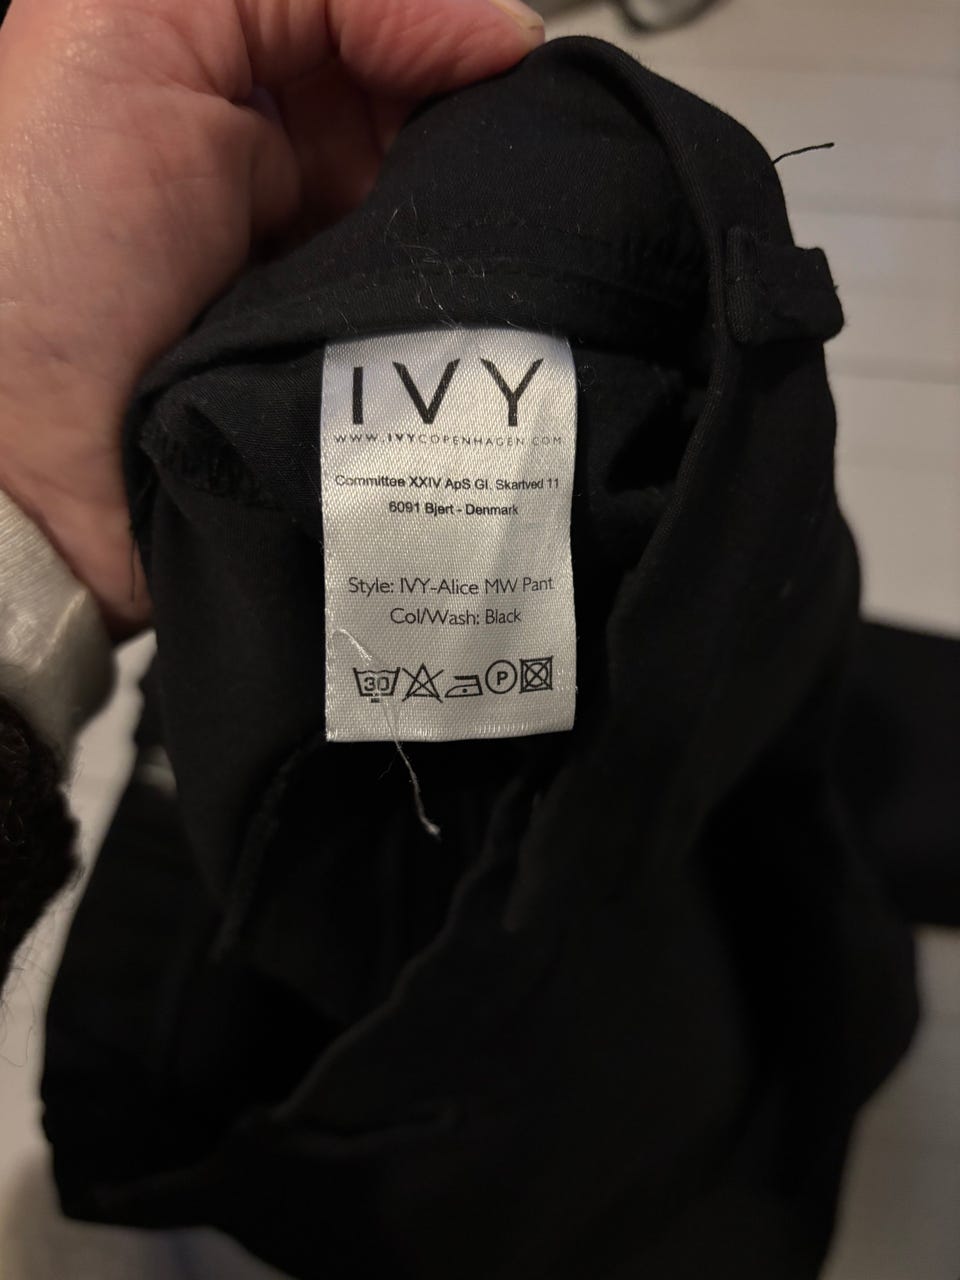 IVY
WWW.IVYCOPENHAGEN.COM
Committee XXIV ApS Gl. Skartved 11
6091 Bjert - Denmark
Style: IVY-Alice MW Pant
Col/Wash: Black
30 P